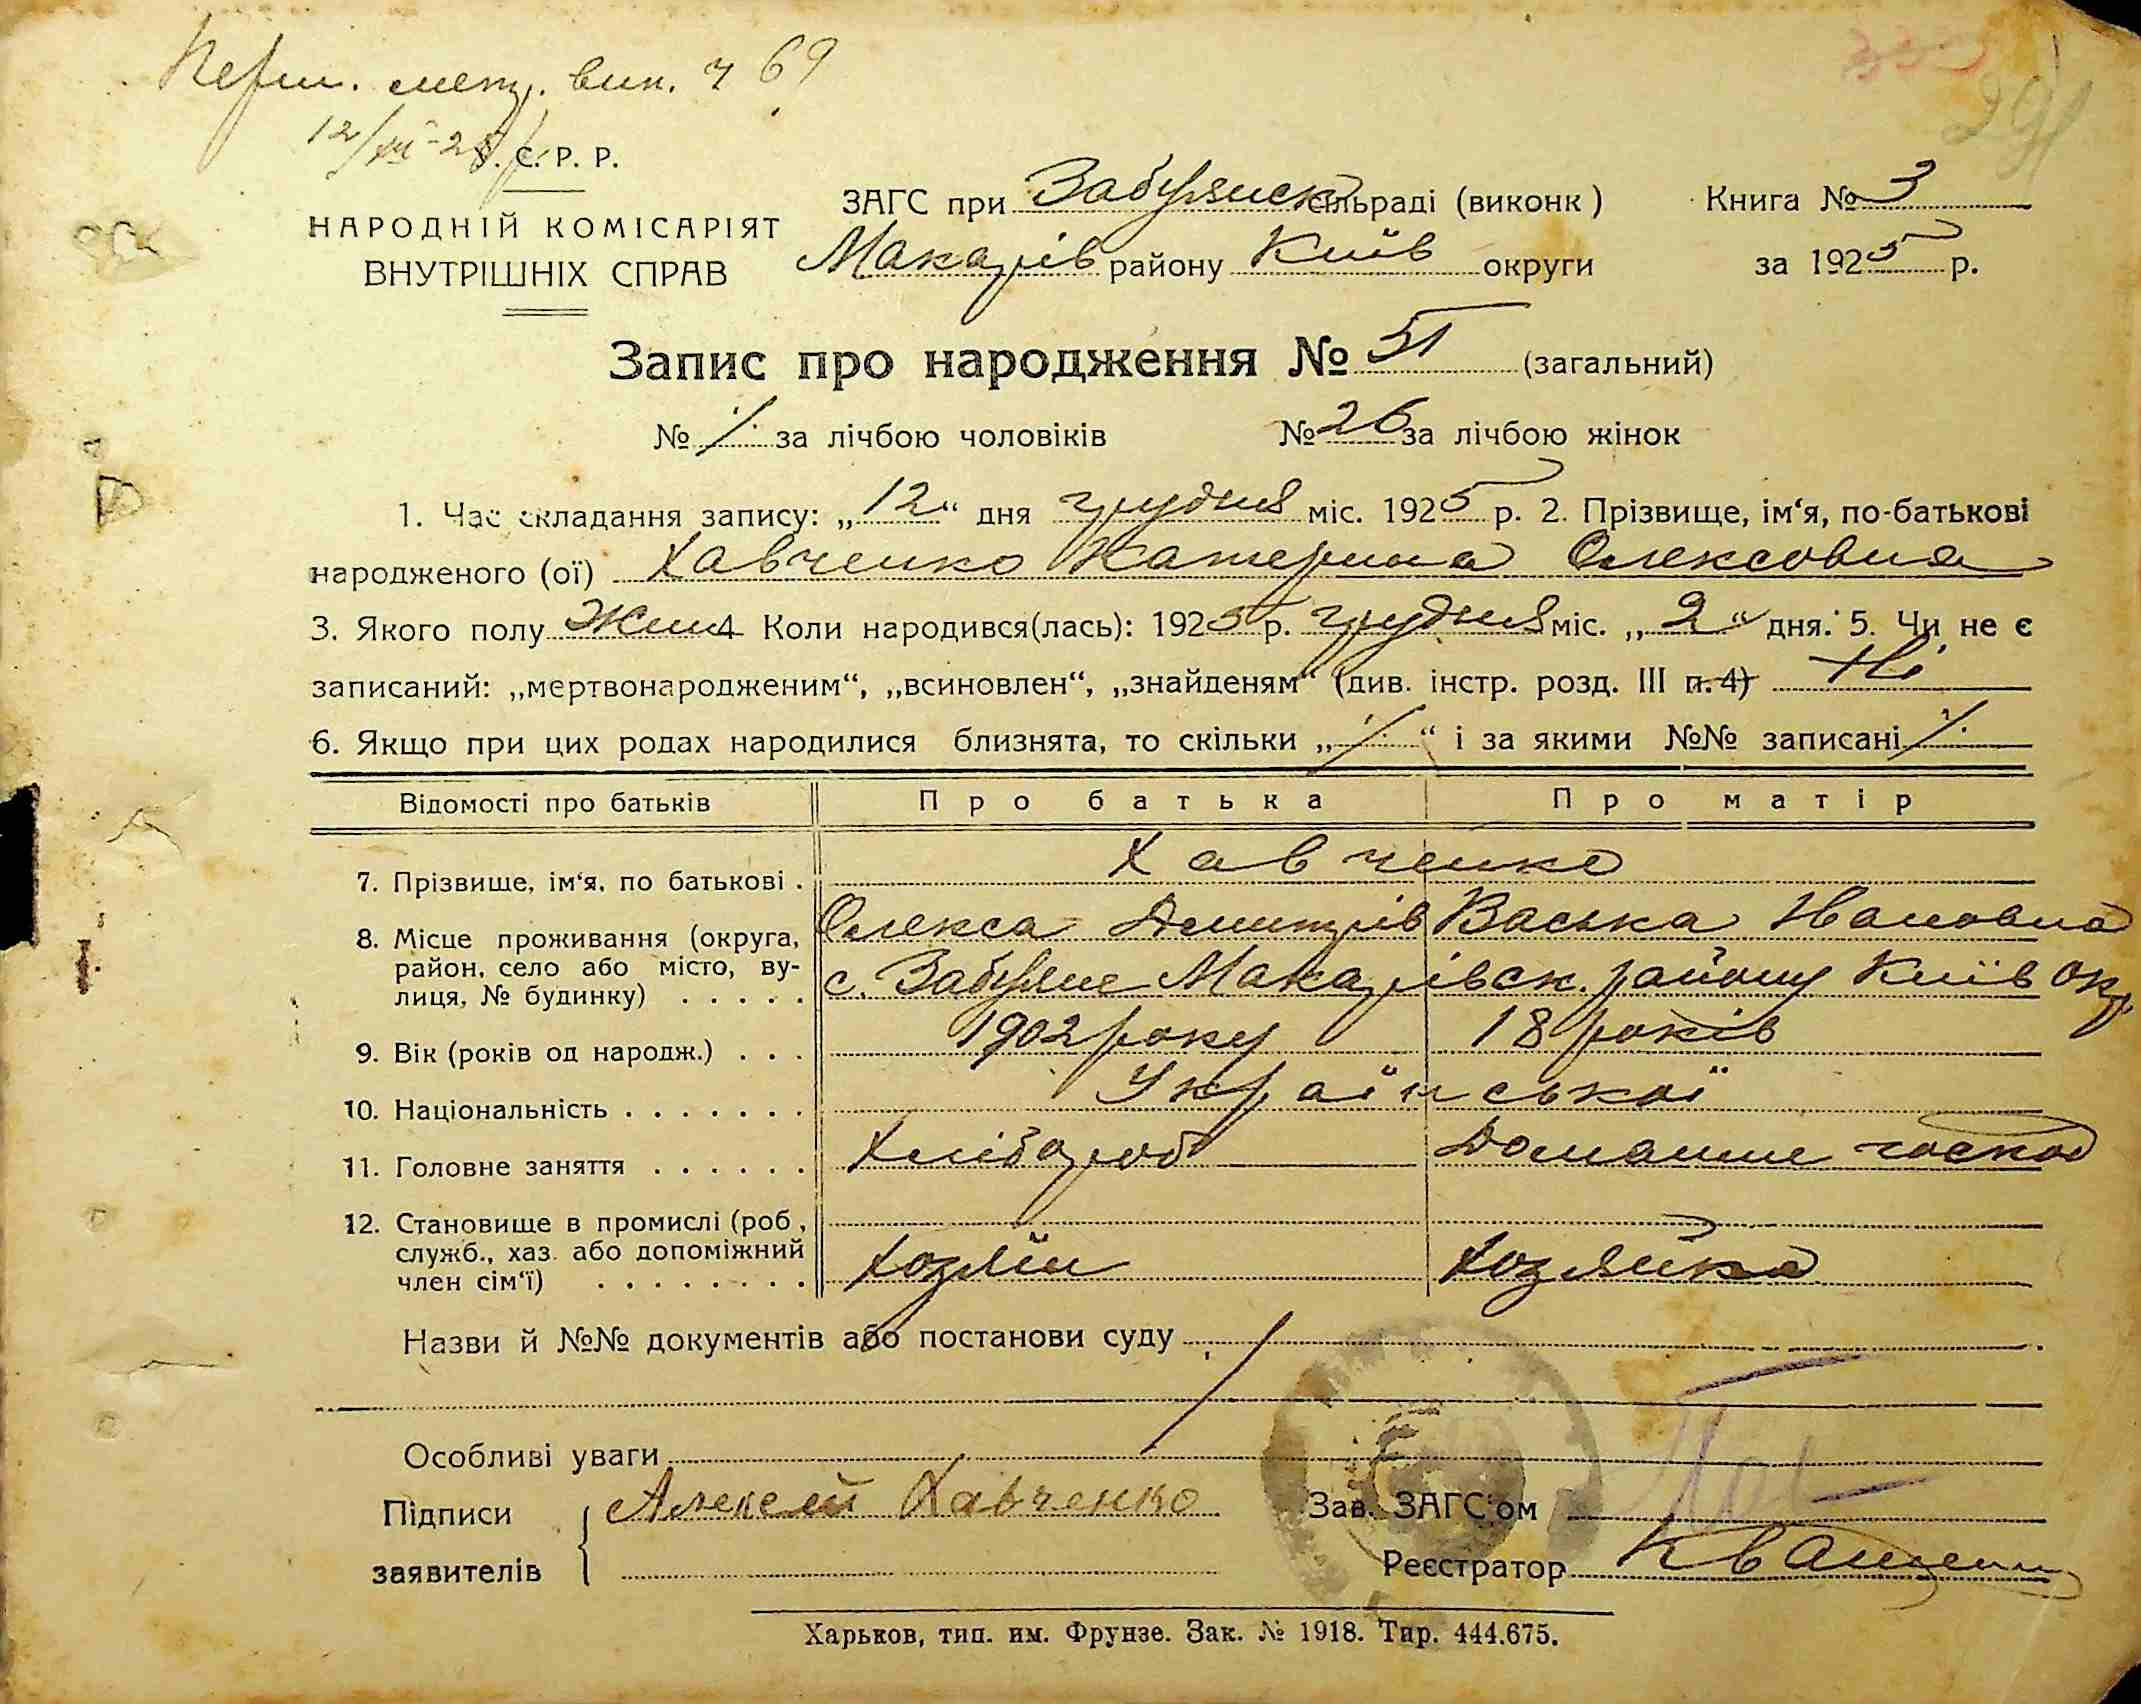 Перш. метр. вип. ч 69
12/XII-25
У. С. Р. Р.
НАРОДНІЙ КОМІСАРІЯТ
ВНУТРІШНІХ СПРАВ
ЗАГС при Забуянск сільраді (виконк) Книга № 3
Макарів району Київ округи за 1925 р.
Запис про народження № 51 (загальний)
№ /. за лічбою чоловіків № 26 за лічбою жінок
1. Час складання запису: „12“ дня грудня міс. 1925 р. 2. Прізвище, ім‘я, по-батькові
народженого (ої) Хавченко Катерина Олексовна
3. Якого полу Жин 4 Коли народився(лась): 1925 р. грудня міс. „2“ дня. 5. Чи не є
записаний: „мертвонародженим“, „всиновлен“, „знайденям“ (див. інстр. розд. III п. 4) Ні
6. Якщо при цих родах народилися близнята, то скільки „/.“ і за якими №№ записані /.
Відомості про батьків Про батька Про матір
7. Прізвище, ім‘я, по батькові . Хавченко
Олекса Дмитрів Васька
8. Місце проживання (округа, район, село або місто, ву-
лиця, № будинку) . . . . . с. Забуяне Макарівск. району Київ Окр.
9. Вік (років од народж.) . . . 1902 року 18 років
10. Національність . . . . . . . Української
11. Головне заняття . . . . . . Хлібороб Домашне господ
12. Становище в промислі (роб., служб., хаз. або допоміжний
член сім‘ї) . . . . . . . . Хозяїн Хозяйка
Назви й №№ документів або постанови суду
Особливі уваги
Підписи Алексей Хавченко Зав. ЗАГС‘ом
заявителів Реєстратор
Харьков, тип. им. Фрунзе. Зак. № 1918. Тир. 444.675.